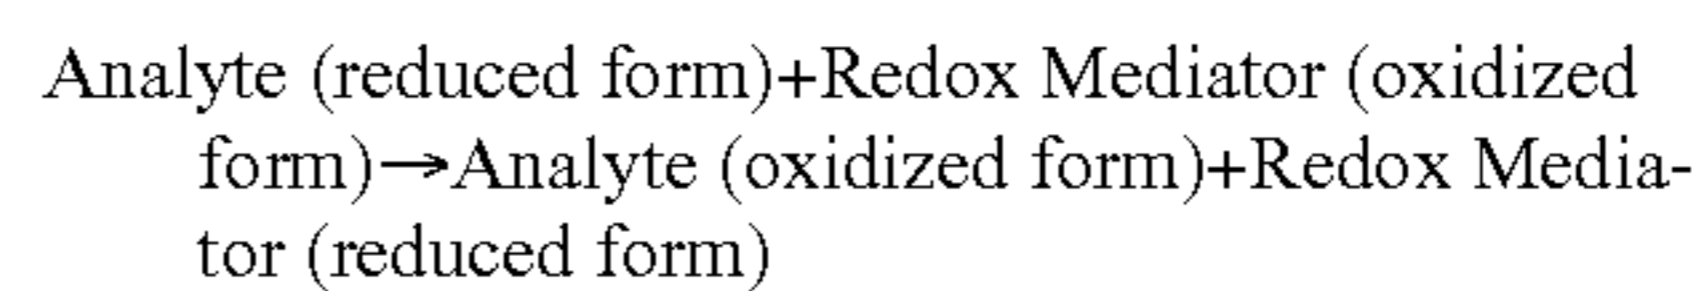 Analyte (reduced form)+Redox Mediator (oxidized
form)→Analyte (oxidized form)+Redox Media-
tor (reduced form)